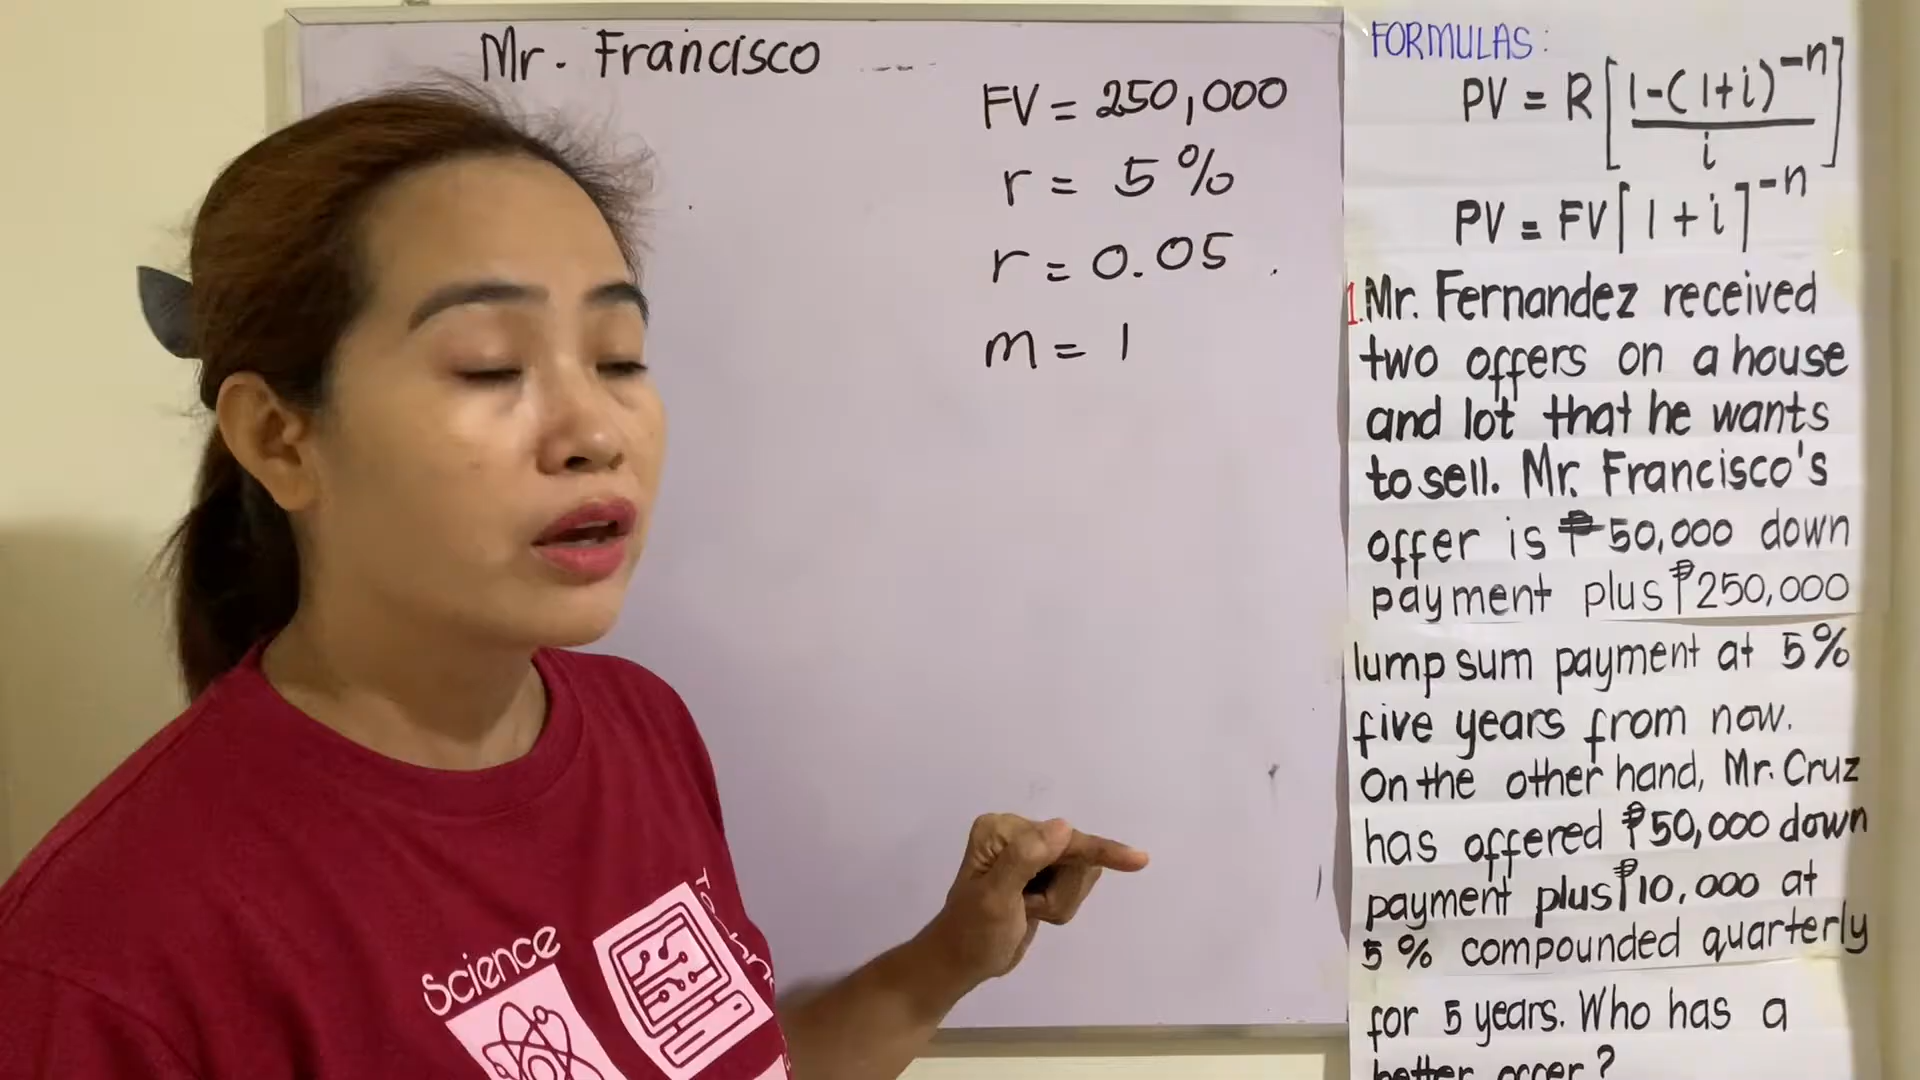 Mr. Francisco
FV = 250,000
r = 5%
r = 0.05
m = 1
FORMULAS:
PV = R[1-(1+i)^-n / i]
PV = FV[1+i]^-n
1. Mr. Fernandez received
two offers on a house
and lot that he wants
to sell. Mr. Francisco's
offer is ₱50,000 down
payment plus ₱250,000
lump sum payment at 5%
five years from now.
On the other hand, Mr. Cruz
has offered ₱50,000 down
payment plus ₱10,000 at
5% compounded quarterly
for 5 years. Who has a
better offer?
Science